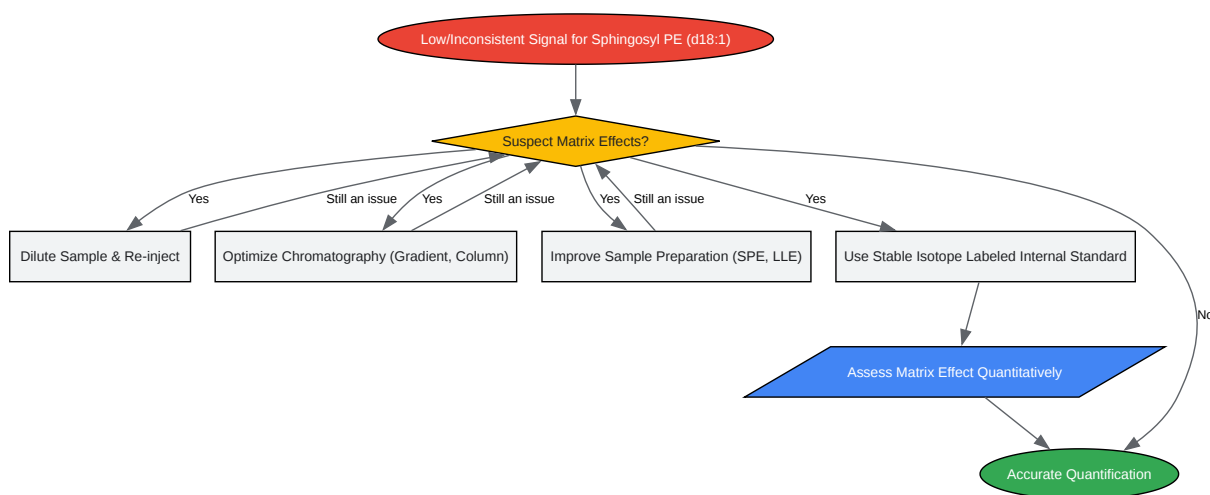 Low/Inconsistent Signal for Sphingosyl PE (d18:1)
Suspect Matrix Effects?
Yes
Still an issue
Yes
Still an issue
Yes
Still an issue
Yes
Dilute Sample & Re-inject
Optimize Chromatography (Gradient, Column)
Improve Sample Preparation (SPE, LLE)
Use Stable Isotope Labeled Internal Standard
No
Assess Matrix Effect Quantitatively
Accurate Quantification